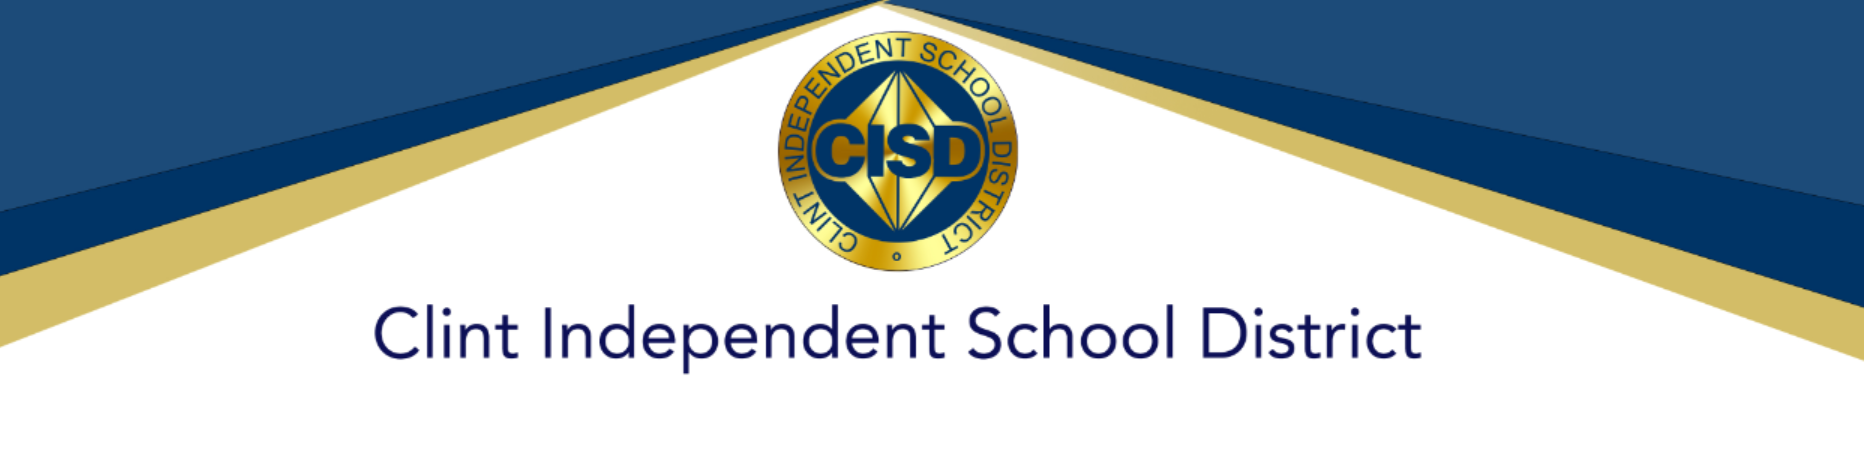 CLINT INDEPENDENT SCHOOL DISTRICT
CISD
Clint Independent School District